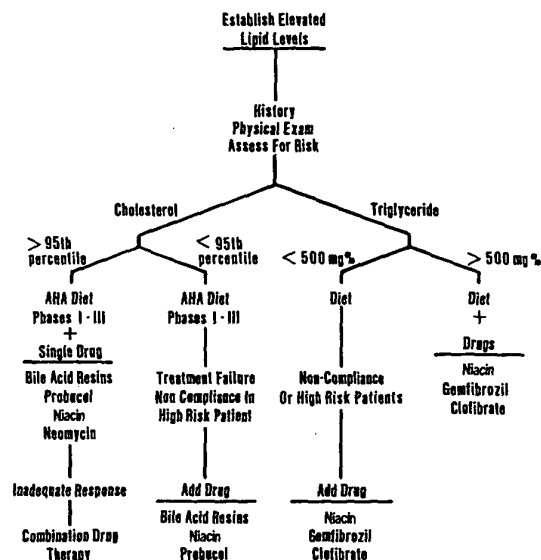 Establish Elevated
Lipid Levels
History
Physical Exam
Assess For Risk
Cholesterol
Triglyceride
> 95th
percentile
< 95th
percentile
< 500 mg%
> 500 mg%
AHA Diet
Phases I - III
+
Single Drug
Bile Acid Resins
Probucol
Niacin
Neomycin
Inadequate Response
Combination Drug
Therapy
AHA Diet
Phases I - III
Treatment Failure
Non Compliance In
High Risk Patient
Add Drug
Bile Acid Resins
Niacin
Probucol
Diet
Non-Compliance
Or High Risk Patients
Add Drug
Niacin
Gemfibrozil
Clofibrate
Diet
+
Drugs
Niacin
Gemfibrozil
Clofibrate